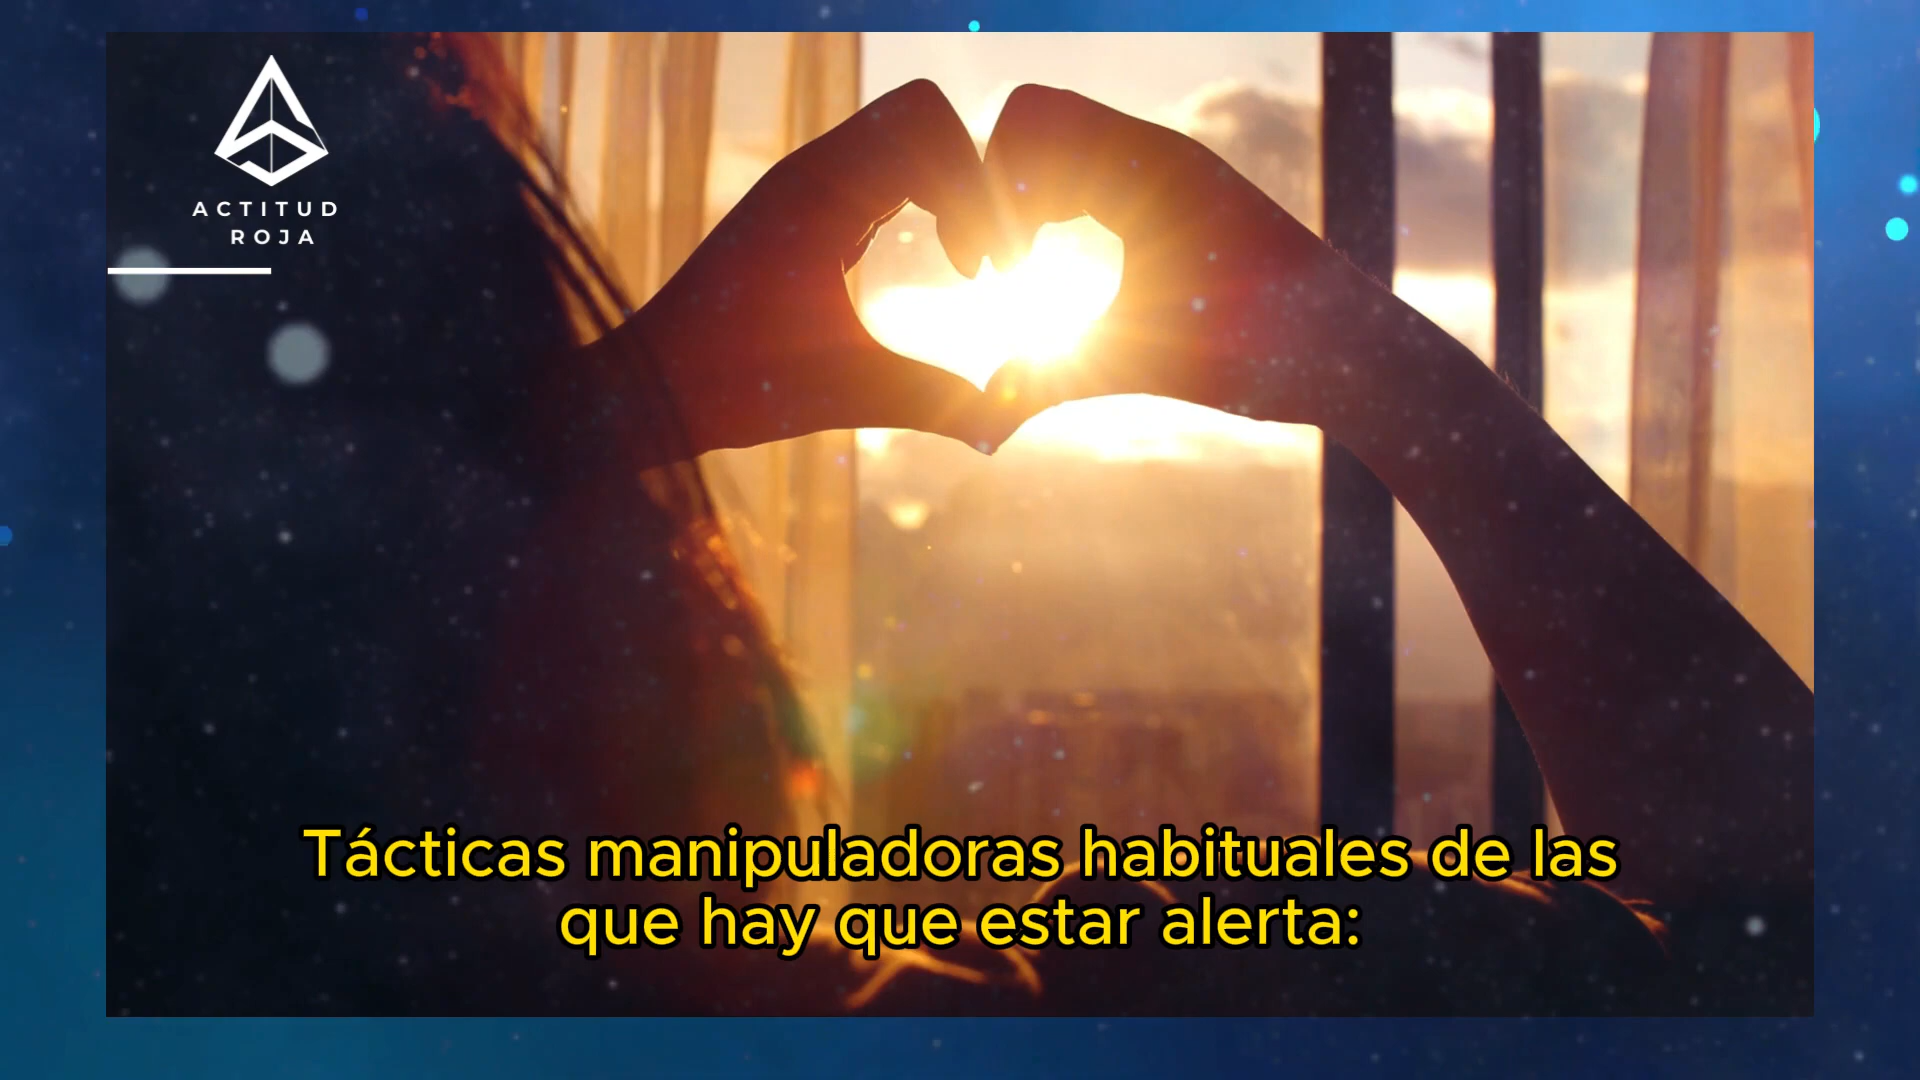 ACTITUD
ROJA
Tácticas manipuladoras habituales de las
que hay que estar alerta: